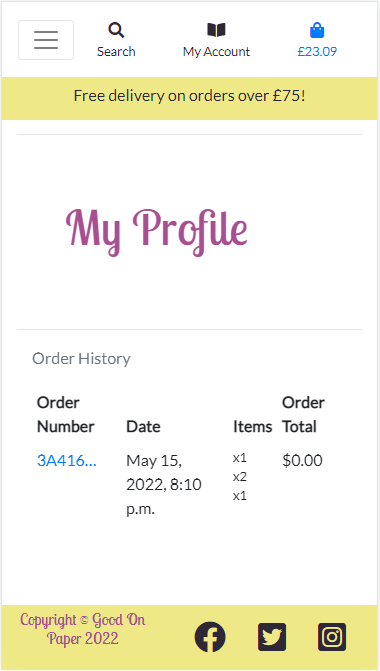 Search
My Account
£23.09
Free delivery on orders over £75!
My Profile
Order History
Order Number
Date
Items
Order Total
3A416...
May 15,
2022, 8:10
p.m.
x1
x2
x1
$0.00
Copyright © Good On
Paper 2022